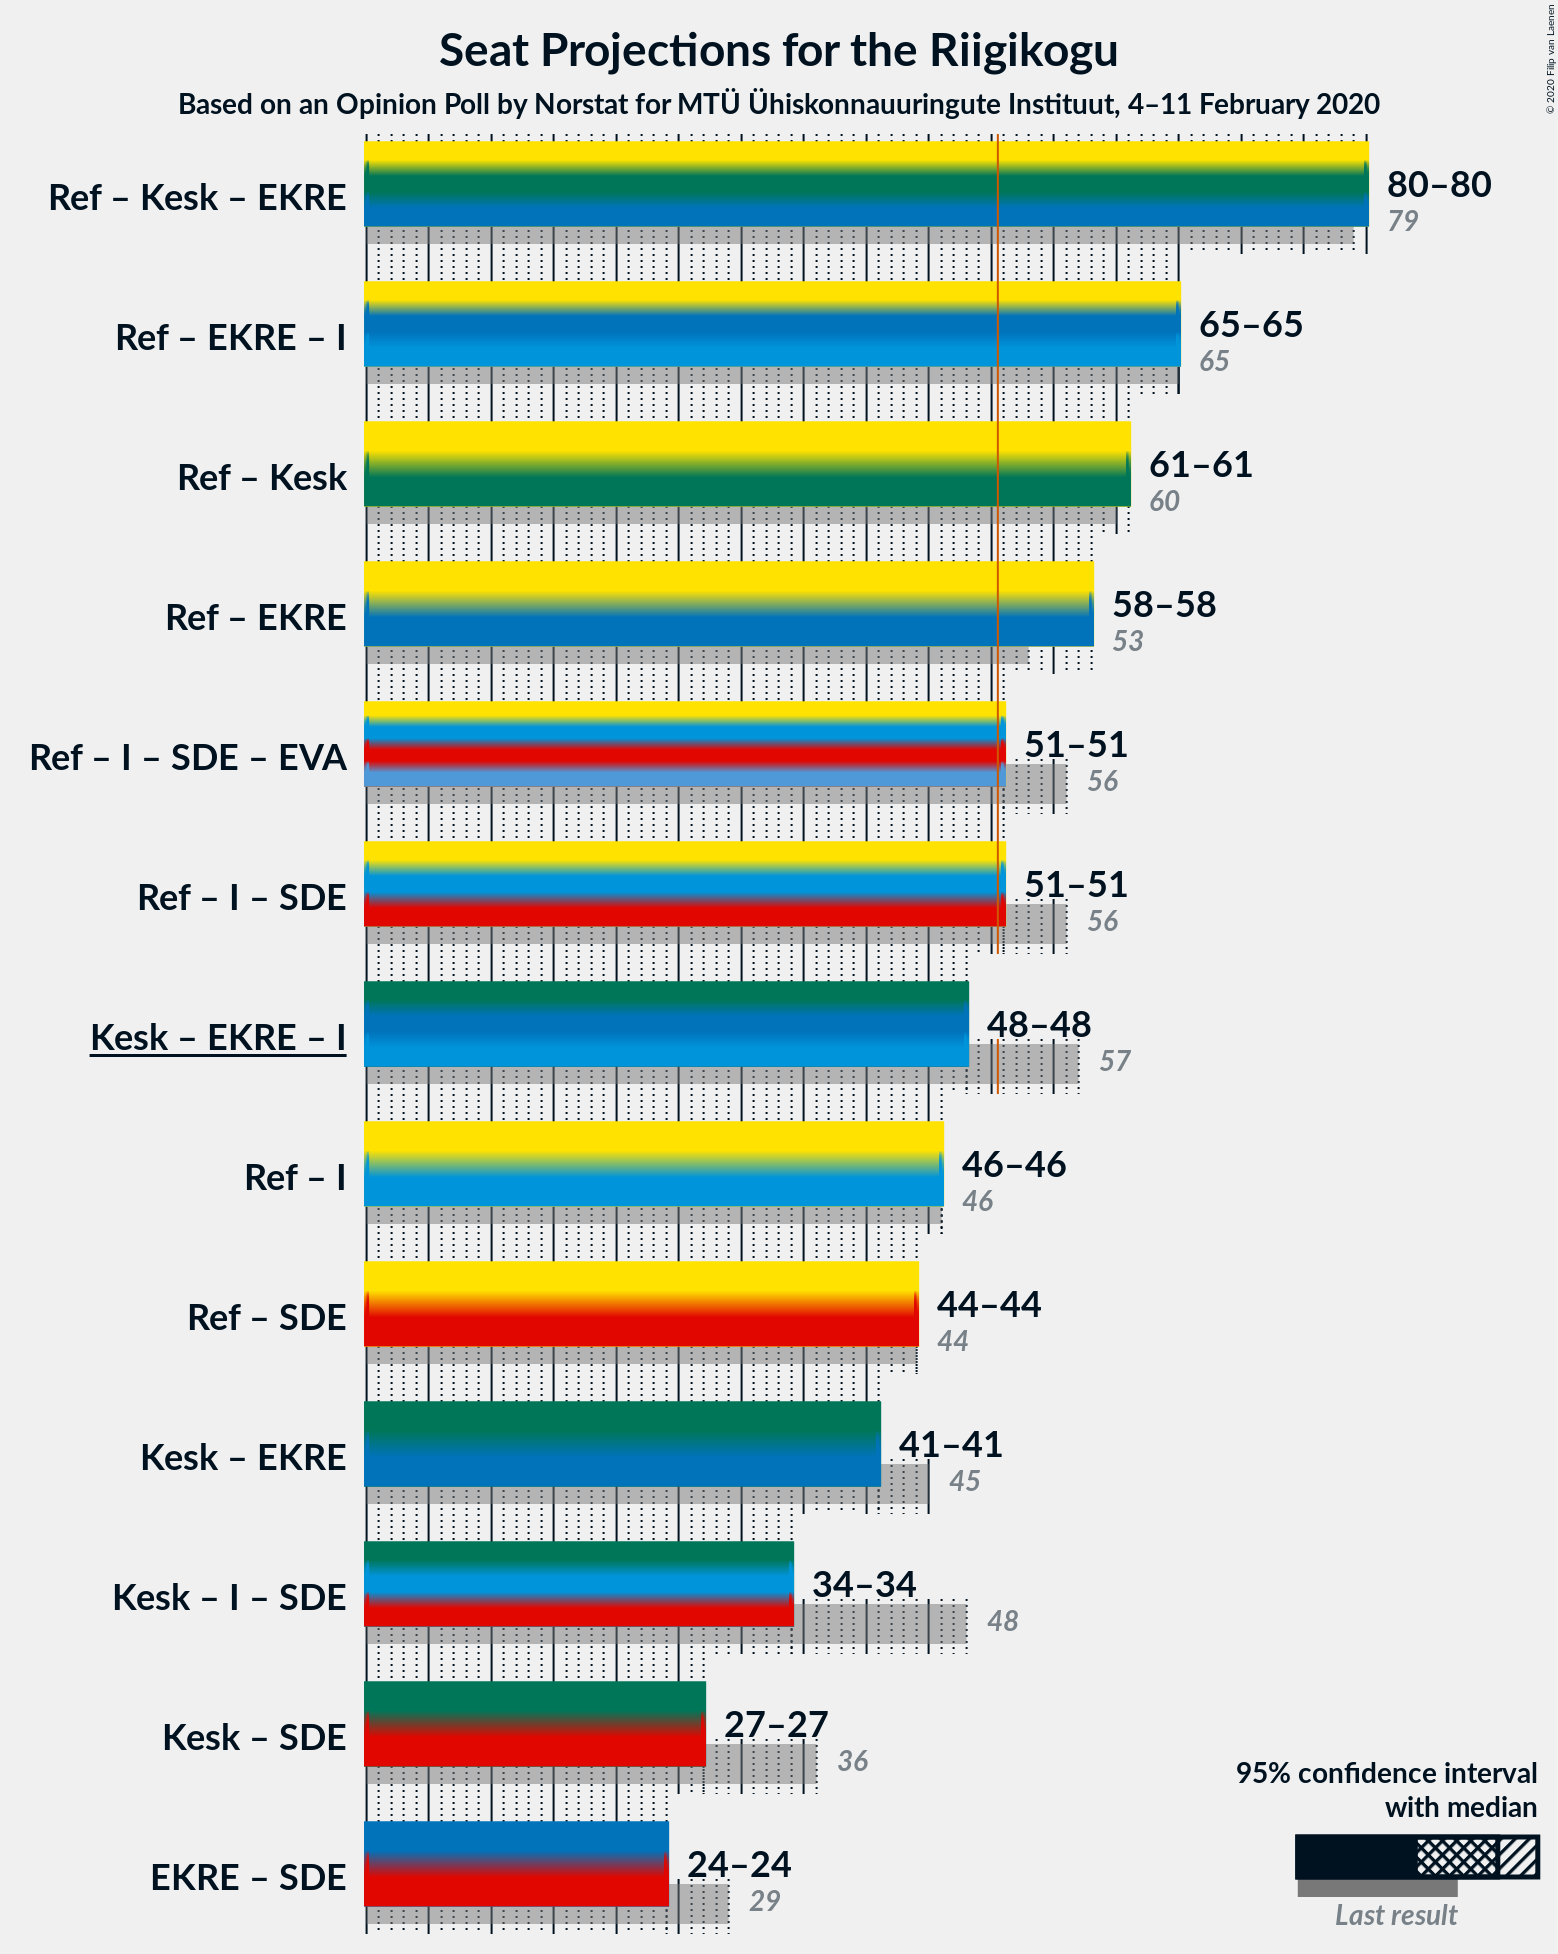 Seat Projections for the Riigikogu
Based on an Opinion Poll by Norstat for MTÜ Ühiskonnauuringute Instituut, 4–11 February 2020
© 2020 Filip van Laenen
Ref – Kesk – EKRE
80–80
79
Ref – EKRE – I
65–65
65
Ref – Kesk
61–61
60
Ref – EKRE
58–58
53
Ref – I – SDE – EVA
51–51
56
Ref – I – SDE
51–51
56
Kesk – EKRE – I
48–48
57
Ref – I
46–46
46
Ref – SDE
44–44
44
Kesk – EKRE
41–41
45
Kesk – I – SDE
34–34
48
Kesk – SDE
27–27
36
EKRE – SDE
24–24
29
95% confidence interval
with median
Last result